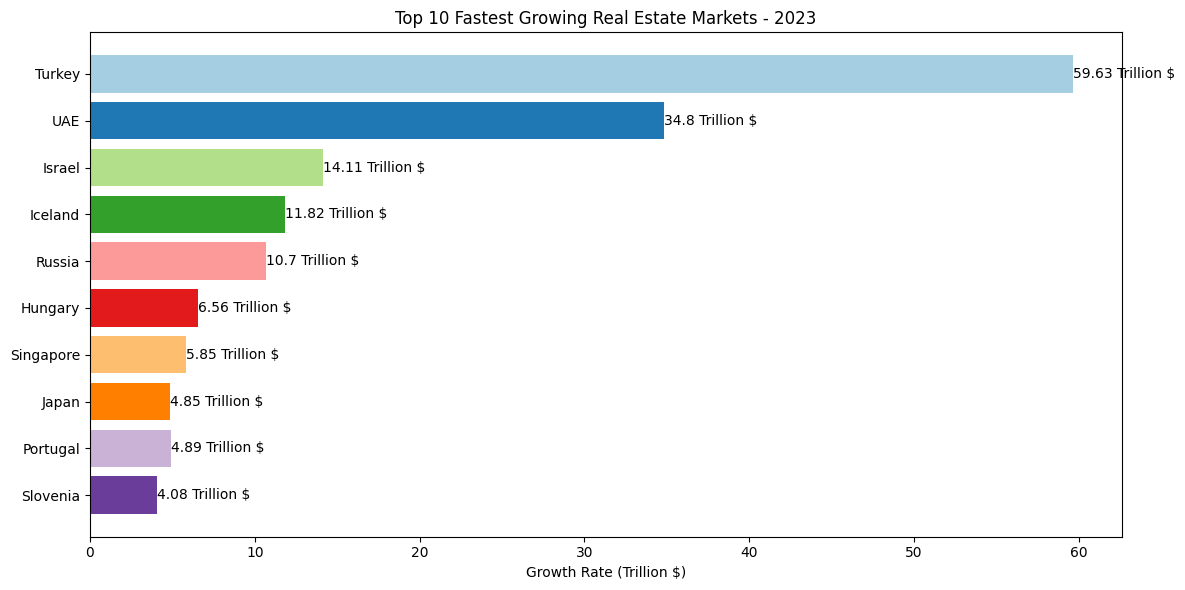 Top 10 Fastest Growing Real Estate Markets - 2023
Turkey 59.63 Trillion $
UAE 34.8 Trillion $
Israel 14.11 Trillion $
Iceland 11.82 Trillion $
Russia 10.7 Trillion $
Hungary 6.56 Trillion $
Singapore 5.85 Trillion $
Japan 4.85 Trillion $
Portugal 4.89 Trillion $
Slovenia 4.08 Trillion $
0 10 20 30 40 50 60
Growth Rate (Trillion $)